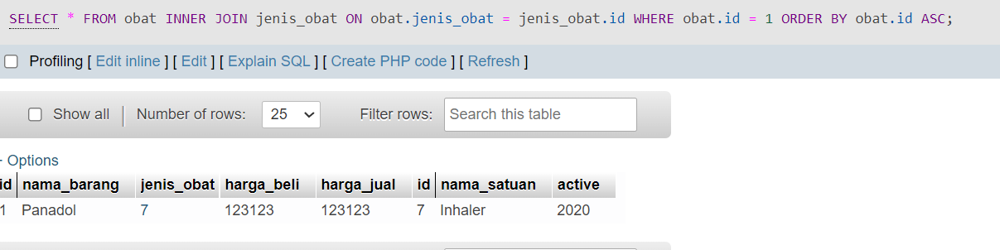 SELECT * FROM obat INNER JOIN jenis_obat ON obat.jenis_obat = jenis_obat.id WHERE obat.id = 1 ORDER BY obat.id ASC;
Profiling [ Edit inline ] [ Edit ] [ Explain SQL ] [ Create PHP code ] [ Refresh ]
Show all Number of rows: 25 Filter rows: Search this table
Options
id nama_barang jenis_obat harga_beli harga_jual id nama_satuan active
1 Panadol 7 123123 123123 7 Inhaler 2020